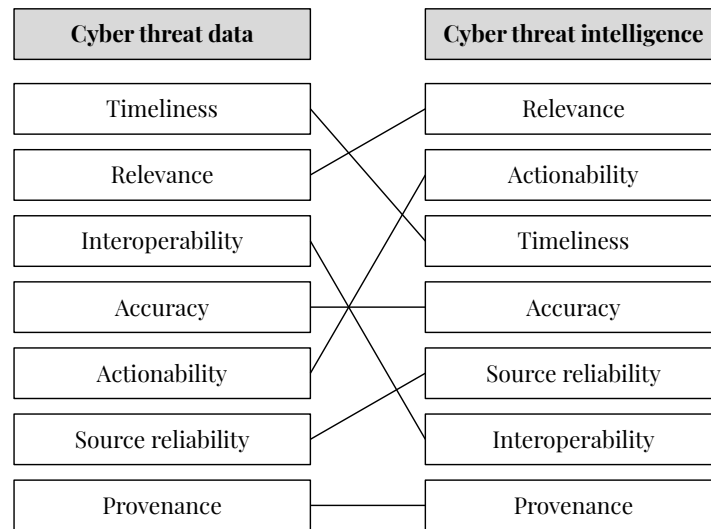 Cyber threat data
Cyber threat intelligence
Timeliness
Relevance
Relevance
Actionability
Interoperability
Timeliness
Accuracy
Accuracy
Actionability
Source reliability
Source reliability
Interoperability
Provenance
Provenance